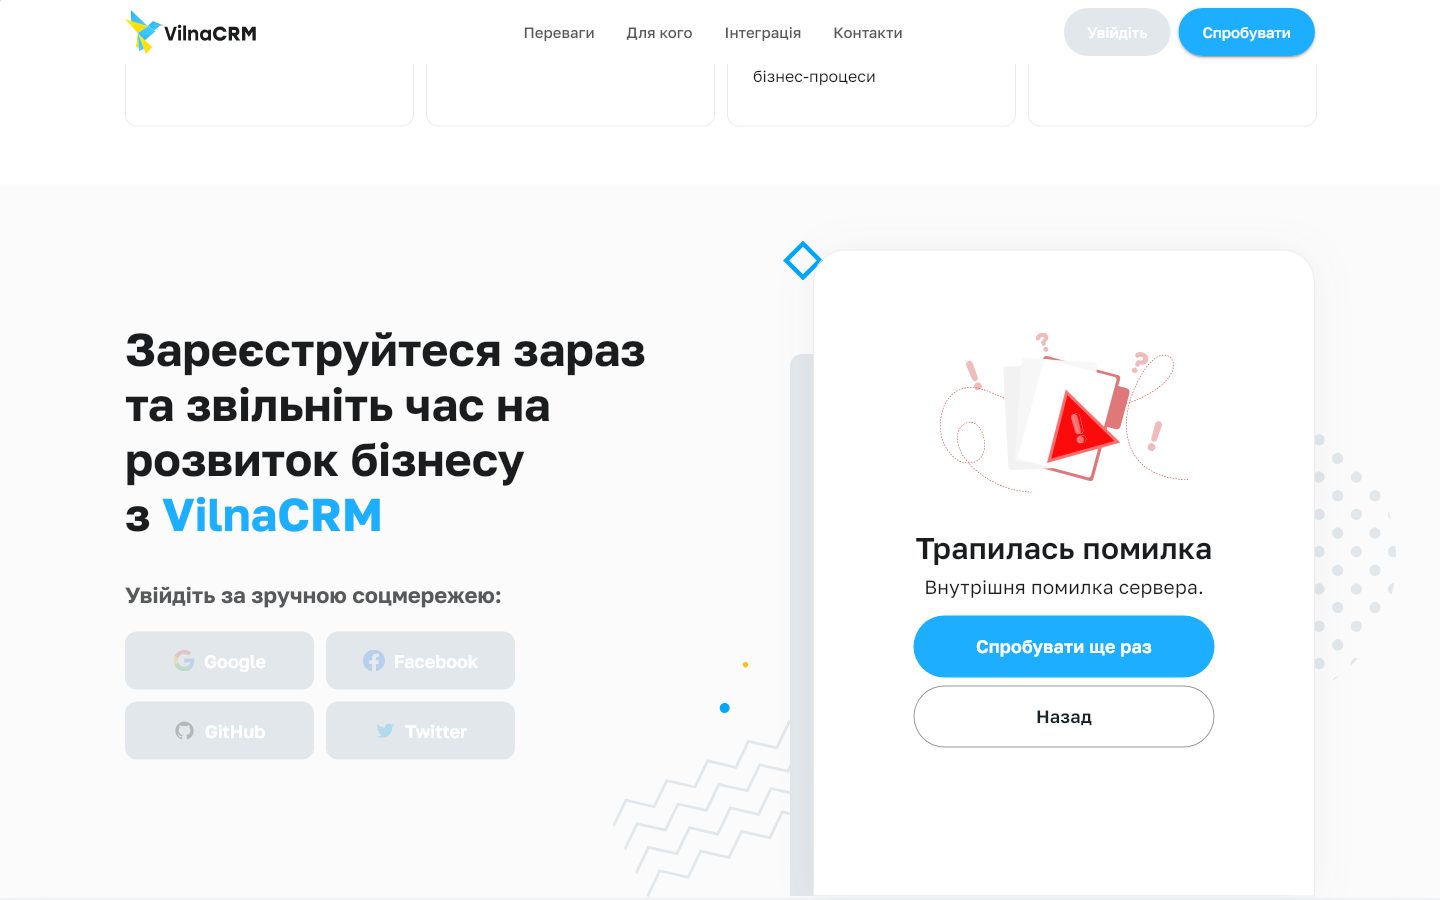 VilnaCRM
Переваги
Для кого
Інтеграція
Контакти
Увійдіть
Спробувати
бізнес-процеси
Зареєструйтеся зараз
та звільніть час на
розвиток бізнесу
з VilnaCRM
Увійдіть за зручною соцмережею:
Google
Facebook
GitHub
Twitter
Трапилась помилка
Внутрішня помилка сервера.
Спробувати ще раз
Назад